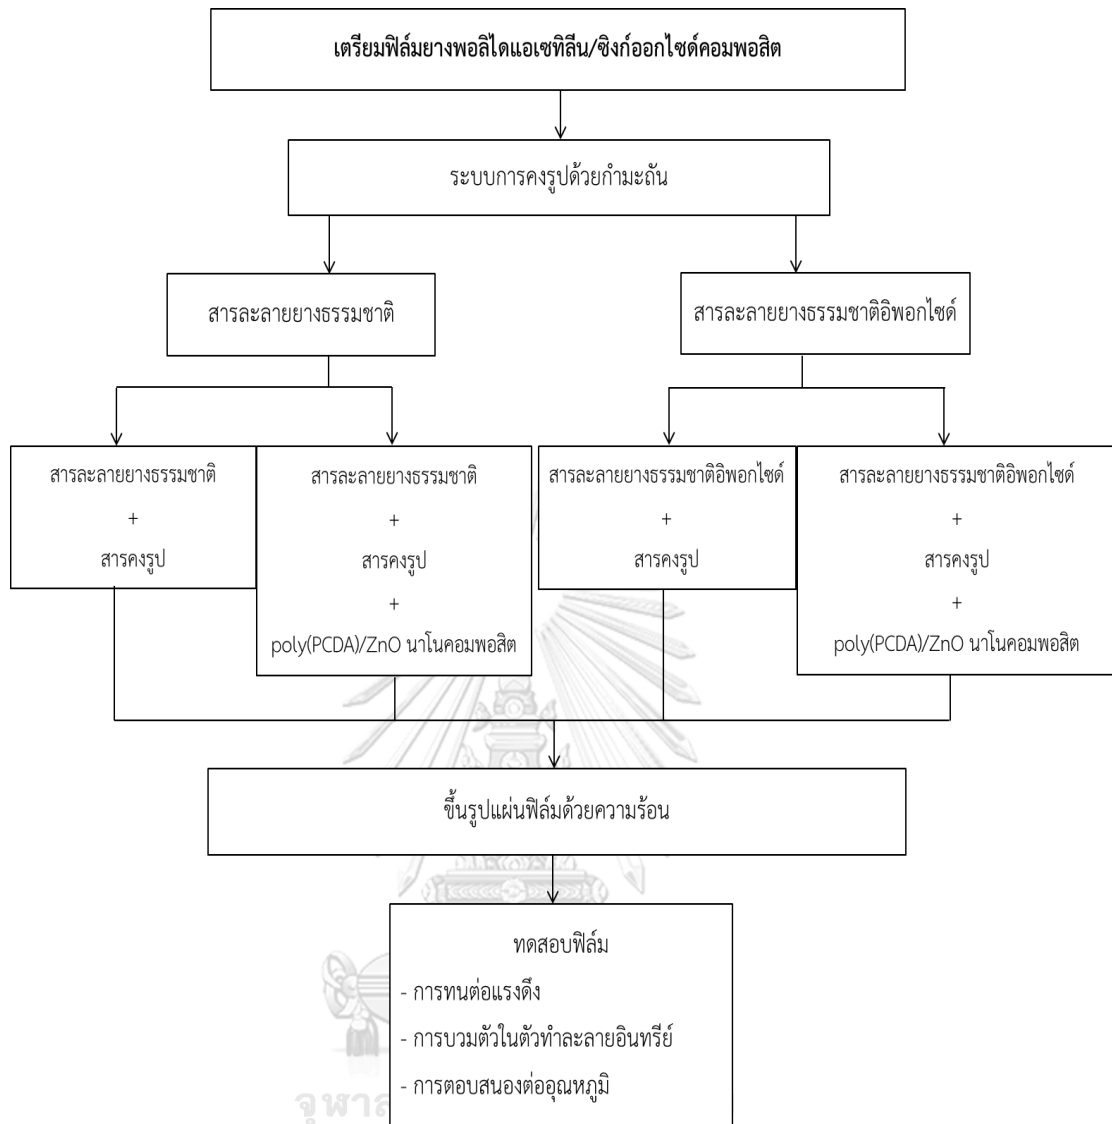 เตรียมฟิล์มยางพอลิไดแอเซทิลีน/ซิงก์ออกไซด์คอมพอสิต
ระบบการคงรูปด้วยกำมะถัน
สารละลายยางธรรมชาติ
สารละลายยางธรรมชาติอิพอกไซด์
สารละลายยางธรรมชาติ
+
สารคงรูป
สารละลายยางธรรมชาติ
+
สารคงรูป
+
poly(PCDA)/ZnO นาโนคอมพอสิต
สารละลายยางธรรมชาติอิพอกไซด์
+
สารคงรูป
สารละลายยางธรรมชาติอิพอกไซด์
+
สารคงรูป
+
poly(PCDA)/ZnO นาโนคอมพอสิต
ขึ้นรูปแผ่นฟิล์มด้วยความร้อน
ทดสอบฟิล์ม
- การทนต่อแรงดึง
- การบวมตัวในตัวทำละลายอินทรีย์
- การตอบสนองต่ออุณหภูมิ